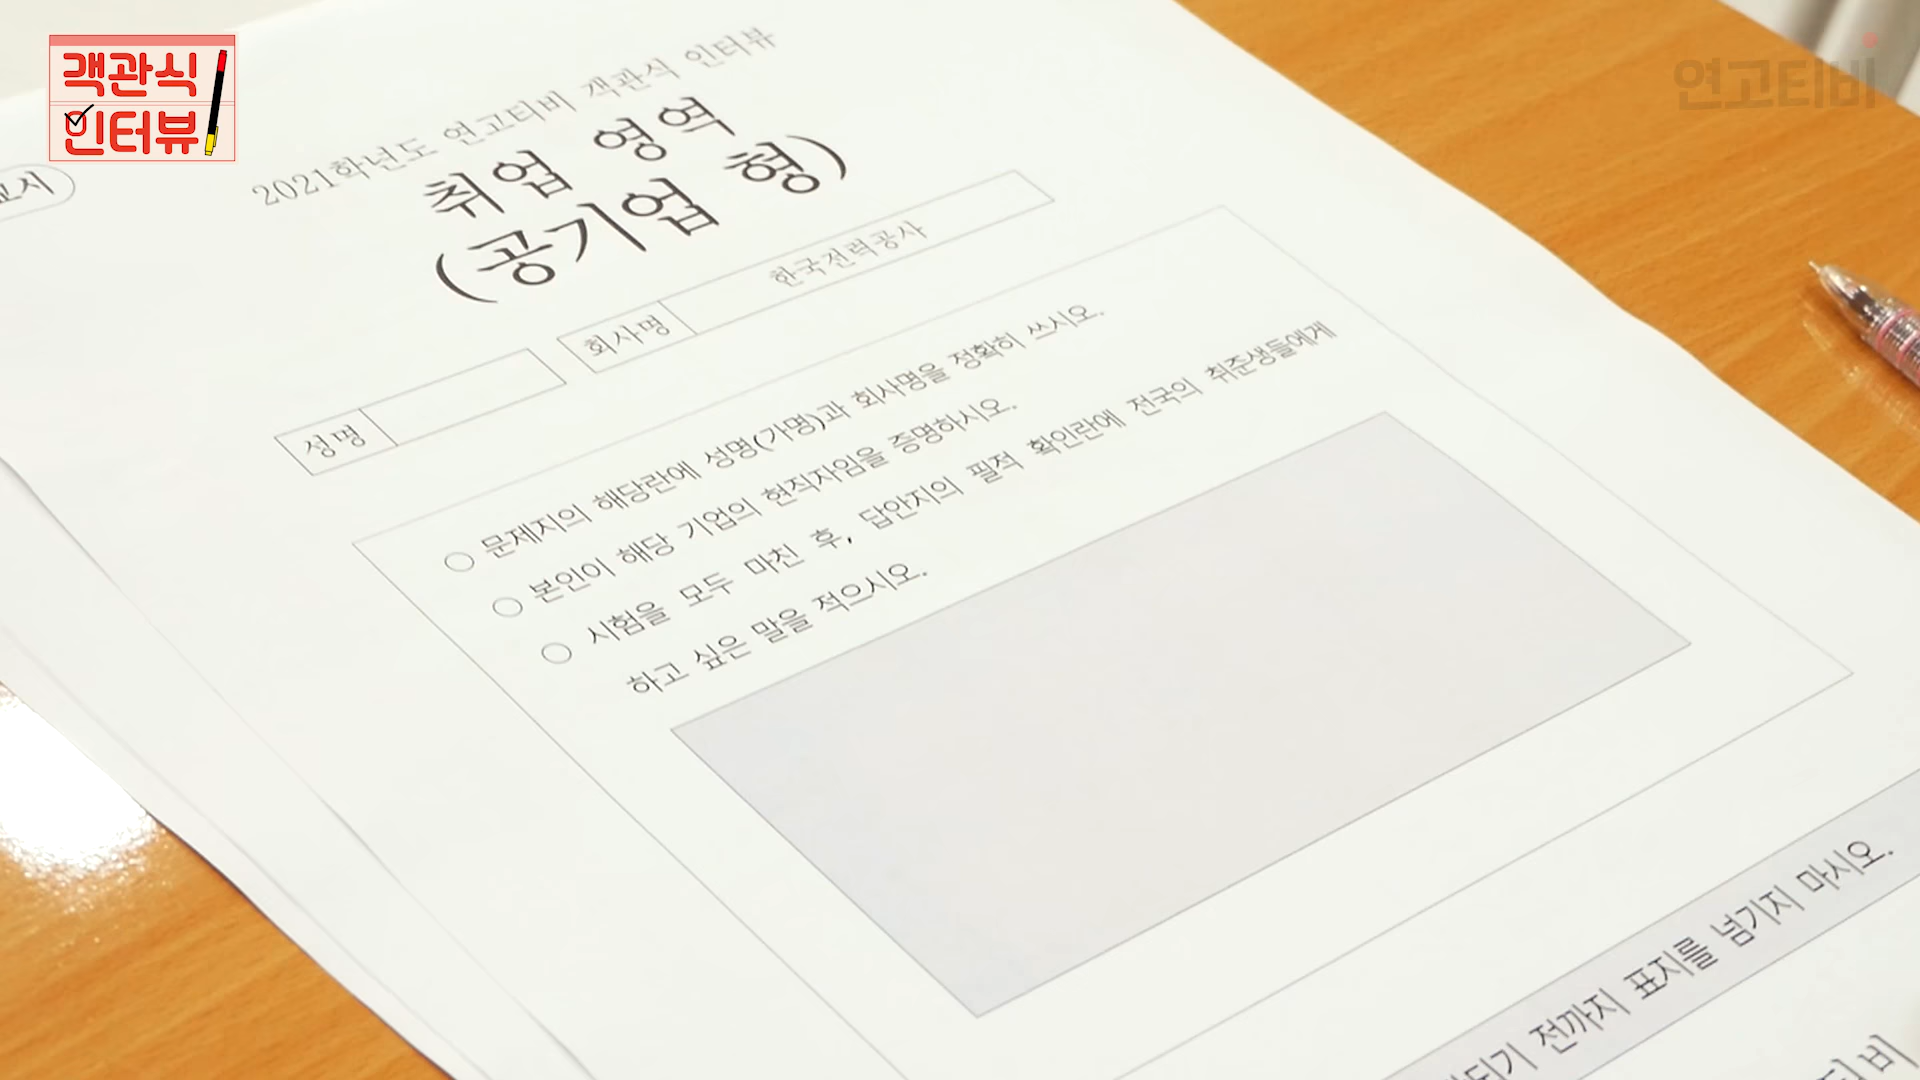 객관식
인터뷰
연고티비
교시
2021학년도 연고티비 객관식 인터뷰
취업 영역
(공기업 형)
성명
회사명
한국전력공사
○ 문제지의 해당란에 성명(가명)과 회사명을 정확히 쓰시오.
○ 본인이 해당 기업의 현직자임을 증명하시오.
○ 시험을 모두 마친 후, 답안지의 필적 확인란에 전국의 취준생들에게
하고 싶은 말을 적으시오.
전까지 표지를 넘기지 마시오.
티비